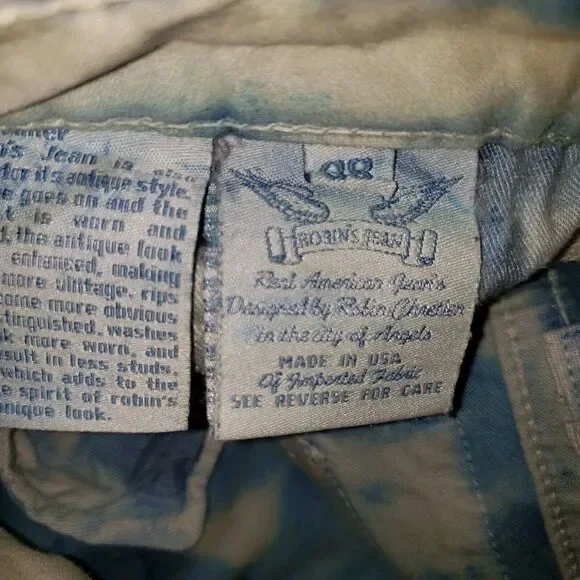 's Jean is also
for its antique style.
e goes on and the
t is worn and
d, the antique look
enhanced, making
more vintage. rips
come more obvious
tinguished, washes
k more worn, and
sult in less studs.
which adds to the
e spirit of robin's
nique look.
ROBIN'S JEAN
Real American Jean's
Designed by Robin Chretien
in the city of Angels
MADE IN USA
Of Imported Fabric
SEE REVERSE FOR CARE